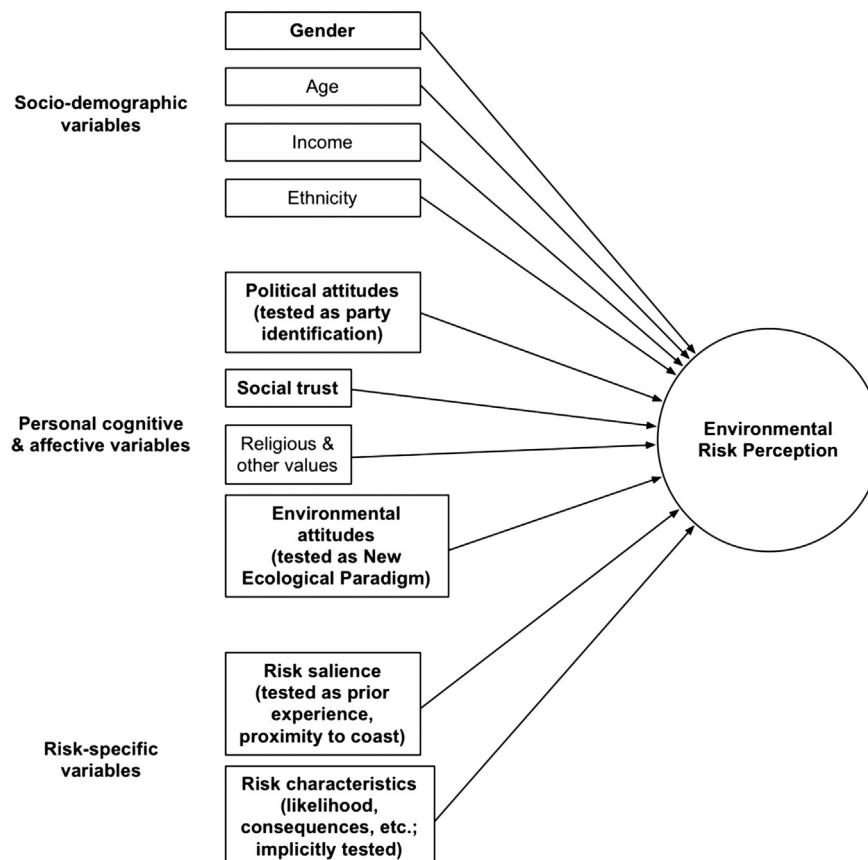 Socio-demographic
variables
Gender
Age
Income
Ethnicity
Personal cognitive
& affective variables
Political attitudes
(tested as party
identification)
Social trust
Religious &
other values
Environmental
attitudes
(tested as New
Ecological Paradigm)
Risk-specific
variables
Risk salience
(tested as prior
experience,
proximity to coast)
Risk characteristics
(likelihood,
consequences, etc.;
implicitly tested)
Environmental
Risk Perception